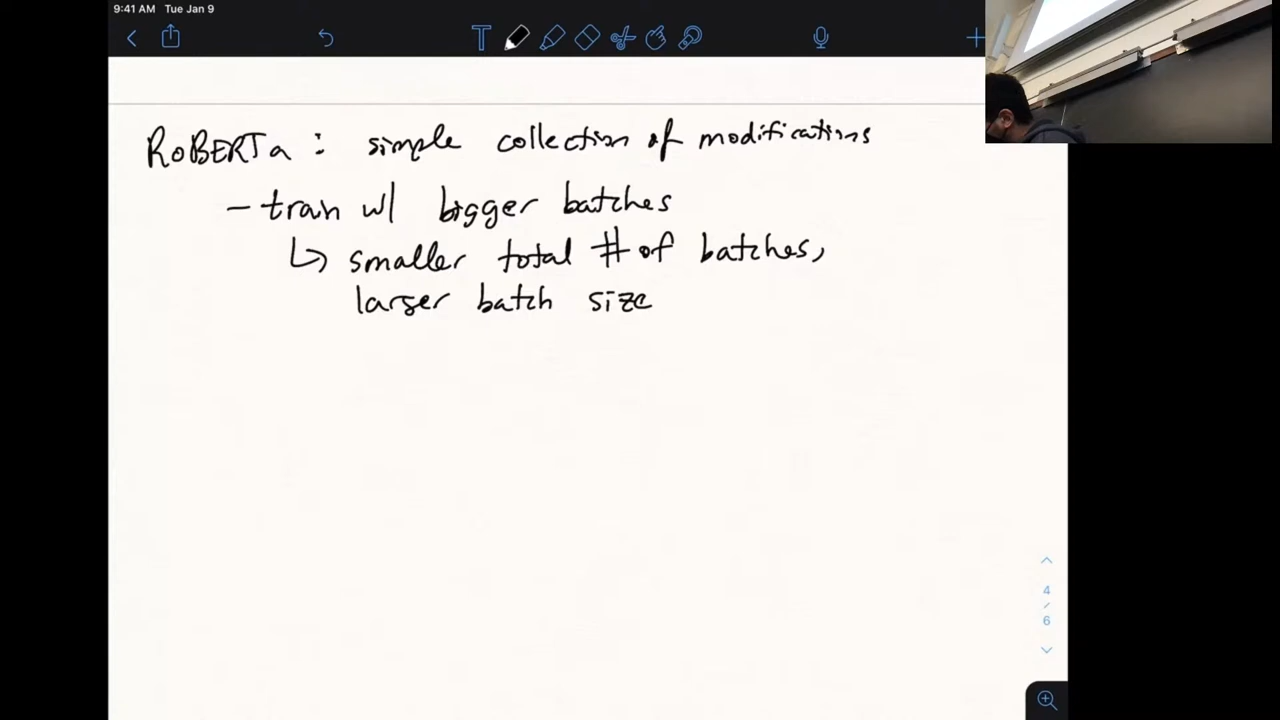 9:41 AM Tue Jan 9
RoBERTa : simple collection of modifications
- train w/ bigger batches
↳ smaller total # of batches,
larger batch size
4
/
6